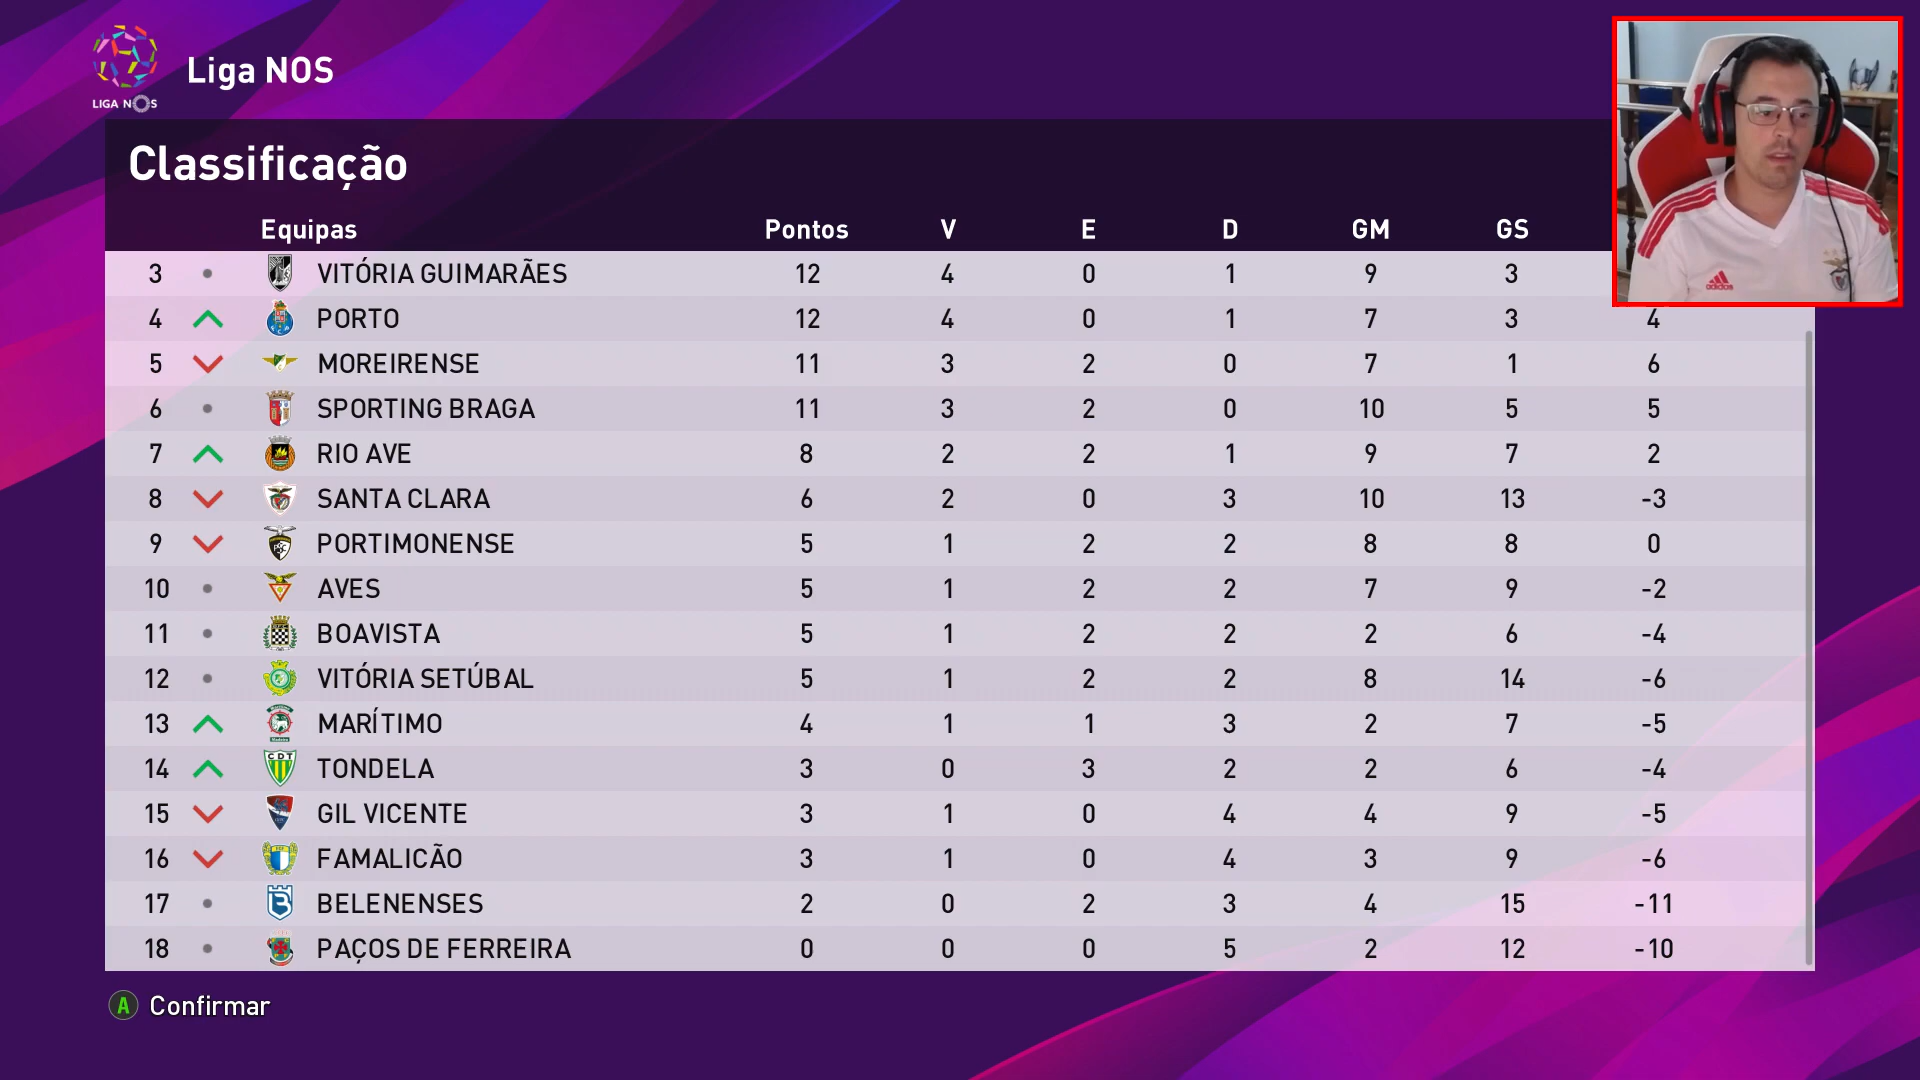 LIGA NOS
Liga NOS
Classificação
Equipas Pontos V E D GM GS
3 VITÓRIA GUIMARÃES 12 4 0 1 9 3
4 PORTO 12 4 0 1 7 3 4
5 MOREIRENSE 11 3 2 0 7 1 6
6 SPORTING BRAGA 11 3 2 0 10 5 5
7 RIO AVE 8 2 2 1 9 7 2
8 SANTA CLARA 6 2 0 3 10 13 -3
9 PORTIMONENSE 5 1 2 2 8 8 0
10 AVES 5 1 2 2 7 9 -2
11 BOAVISTA 5 1 2 2 2 6 -4
12 VITÓRIA SETÚBAL 5 1 2 2 8 14 -6
13 MARÍTIMO 4 1 1 3 2 7 -5
14 TONDELA 3 0 3 2 2 6 -4
15 GIL VICENTE 3 1 0 4 4 9 -5
16 FAMALICÃO 3 1 0 4 3 9 -6
17 BELENENSES 2 0 2 3 4 15 -11
18 PAÇOS DE FERREIRA 0 0 0 5 2 12 -10
A Confirmar
adidas
CDT